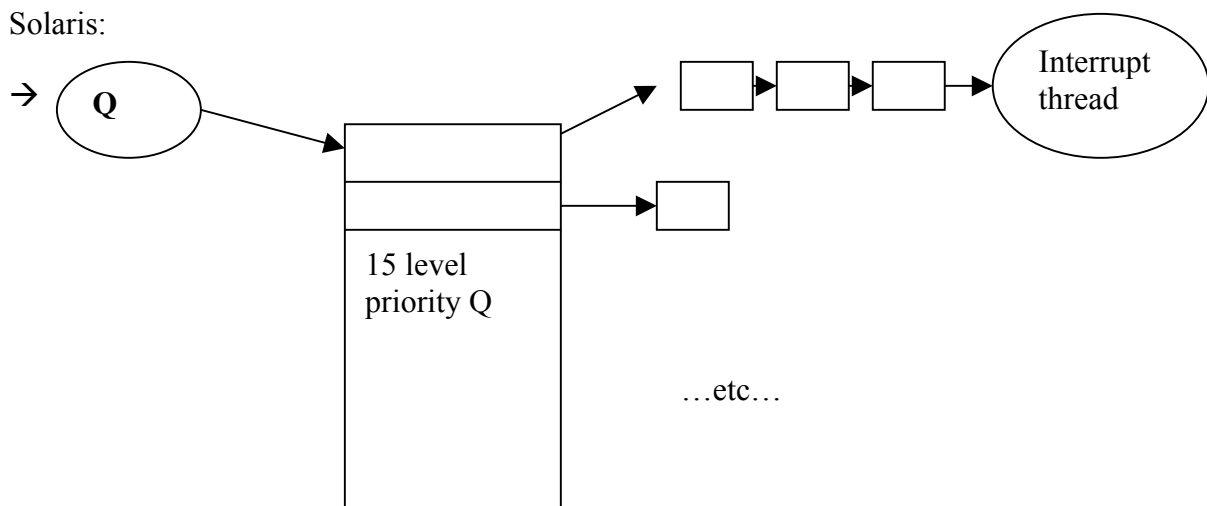 Solaris:
→ Q
Interrupt
thread
15 level
priority Q
…etc…